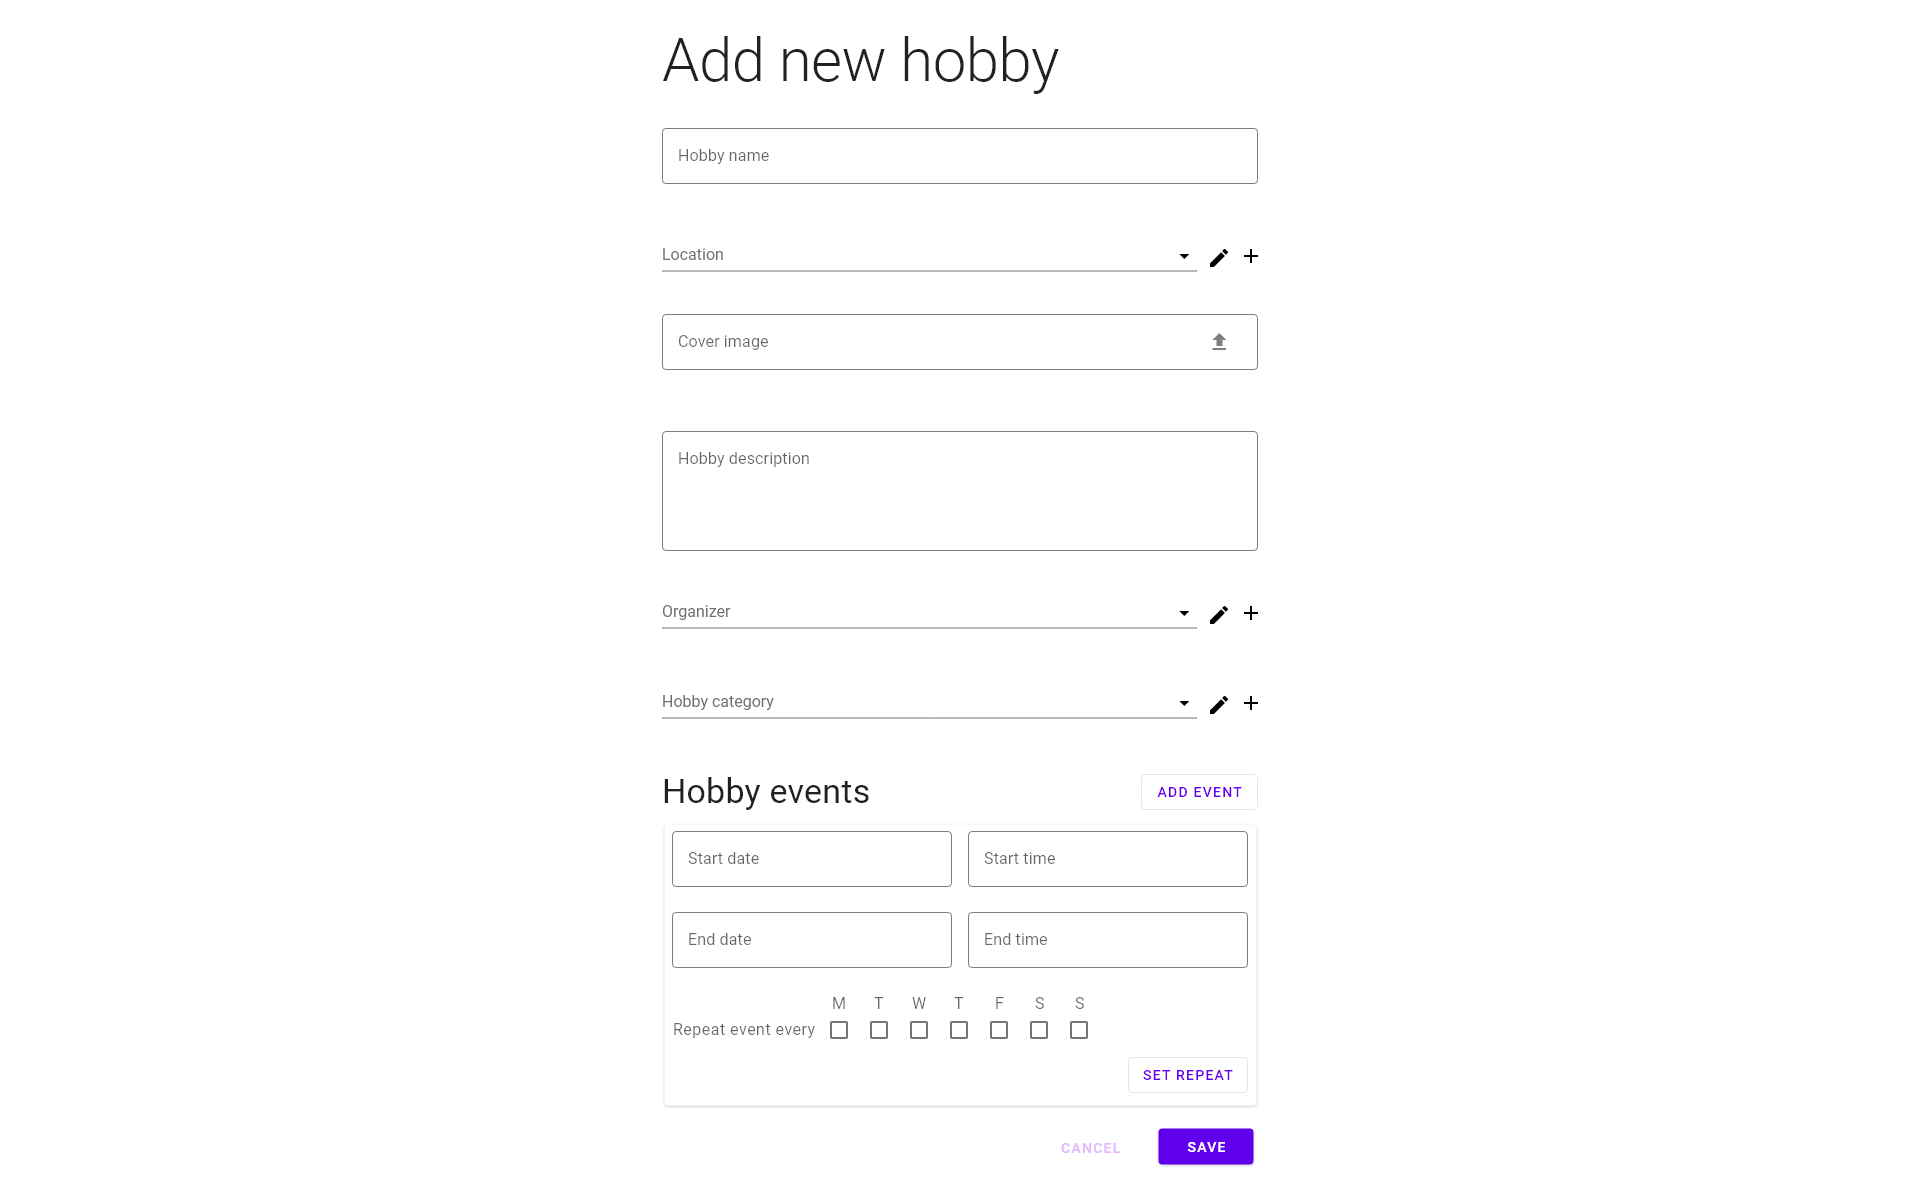 Add new hobby
Hobby name
Location
Cover image
Hobby description
Organizer
Hobby category
Hobby events
ADD EVENT
Start date
Start time
End date
End time
M T W T F S S
Repeat event every
SET REPEAT
CANCEL
SAVE